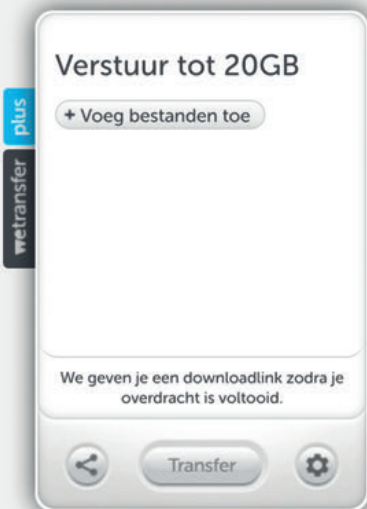 Verstuur tot 20GB
+ Voeg bestanden toe
plus
wetransfer
We geven je een downloadlink zodra je
overdracht is voltooid.
Transfer